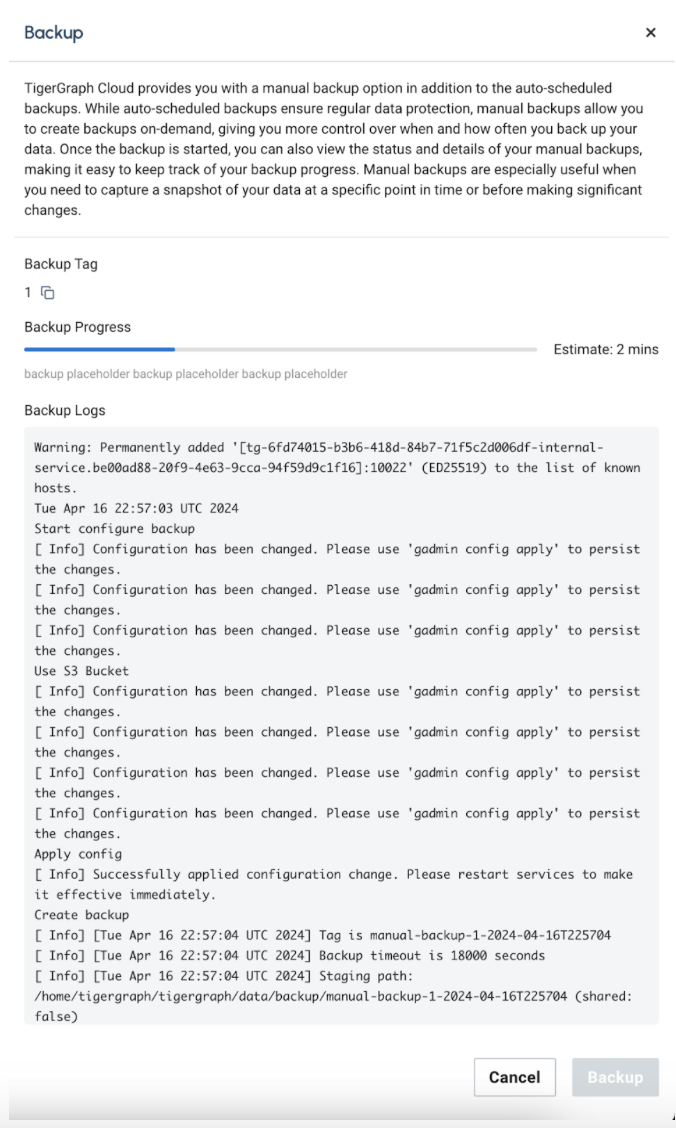 Backup
TigerGraph Cloud provides you with a manual backup option in addition to the auto-scheduled
backups. While auto-scheduled backups ensure regular data protection, manual backups allow you
to create backups on-demand, giving you more control over when and how often you back up your
data. Once the backup is started, you can also view the status and details of your manual backups,
making it easy to keep track of your backup progress. Manual backups are especially useful when
you need to capture a snapshot of your data at a specific point in time or before making significant
changes.
Backup Tag
1
Backup Progress
Estimate: 2 mins
backup placeholder backup placeholder backup placeholder
Backup Logs
Warning: Permanently added '[tg-6fd74015-b3b6-418d-84b7-71f5c2d006df-internal-
service.be00ad88-20f9-4e63-9cca-94f59d9c1f16]:10022' (ED25519) to the list of known
hosts.
Tue Apr 16 22:57:03 UTC 2024
Start configure backup
[ Info] Configuration has been changed. Please use 'gadmin config apply' to persist
the changes.
[ Info] Configuration has been changed. Please use 'gadmin config apply' to persist
the changes.
[ Info] Configuration has been changed. Please use 'gadmin config apply' to persist
the changes.
Use S3 Bucket
[ Info] Configuration has been changed. Please use 'gadmin config apply' to persist
the changes.
[ Info] Configuration has been changed. Please use 'gadmin config apply' to persist
the changes.
[ Info] Configuration has been changed. Please use 'gadmin config apply' to persist
the changes.
[ Info] Configuration has been changed. Please use 'gadmin config apply' to persist
the changes.
Apply config
[ Info] Successfully applied configuration change. Please restart services to make
it effective immediately.
Create backup
[ Info] [Tue Apr 16 22:57:04 UTC 2024] Tag is manual-backup-1-2024-04-16T225704
[ Info] [Tue Apr 16 22:57:04 UTC 2024] Backup timeout is 18000 seconds
[ Info] [Tue Apr 16 22:57:04 UTC 2024] Staging path:
/home/tigergraph/tigergraph/data/backup/manual-backup-1-2024-04-16T225704 (shared:
false)
Cancel
Backup